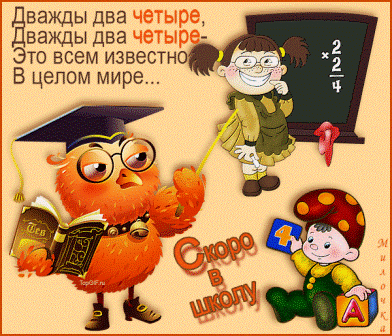 Дважды два четыре,
Дважды два четыре-
Это всем известно
В целом мире...
× 2
2
4
Скоро
в
школу
4
А
TopGIF.ru
Милочка